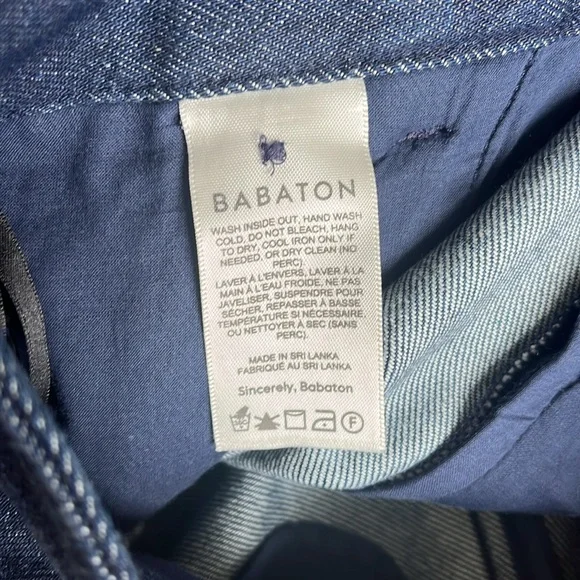 BABATON
WASH INSIDE OUT, HAND WASH
COLD, DO NOT BLEACH, HANG
TO DRY, COOL IRON ONLY IF
NEEDED, OR DRY CLEAN (NO
PERC).
LAVER À L'ENVERS, LAVER À LA
MAIN À L'EAU FROIDE, NE PAS
JAVELISER, SUSPENDRE POUR
SÉCHER, REPASSER À BASSE
TEMPÉRATURE SI NÉCESSAIRE,
OU NETTOYER À SEC (SANS
PERC).
MADE IN SRI LANKA
FABRIQUÉ AU SRI LANKA
Sincerely, Babaton
F